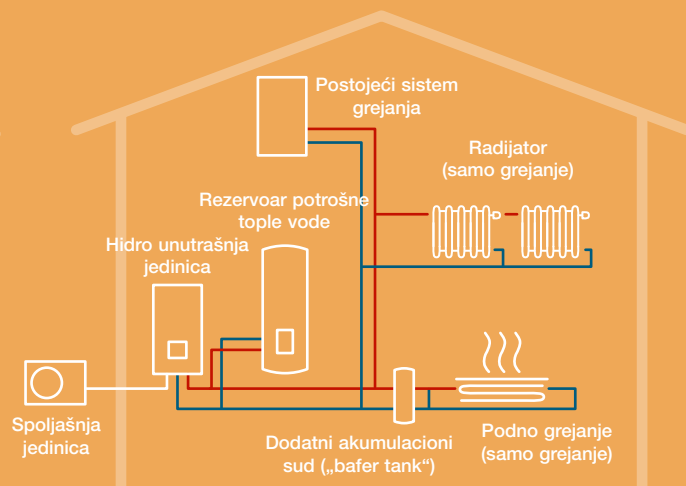 Postojeći sistem
grejanja
Radijator
(samo grejanje)
Rezervoar potrošne
tople vode
Hidro unutrašnja
jedinica
Spoljašnja
jedinica
Dodatni akumulacioni
sud („bafer tank“)
Podno grejanje
(samo grejanje)